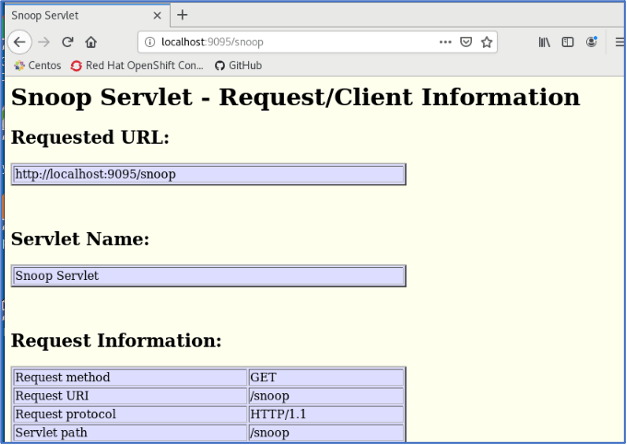 Snoop Servlet
localhost:9095/snoop
Centos
Red Hat OpenShift Con...
GitHub
Snoop Servlet - Request/Client Information
Requested URL:
http://localhost:9095/snoop
Servlet Name:
Snoop Servlet
Request Information:
Request method GET
Request URI /snoop
Request protocol HTTP/1.1
Servlet path /snoop